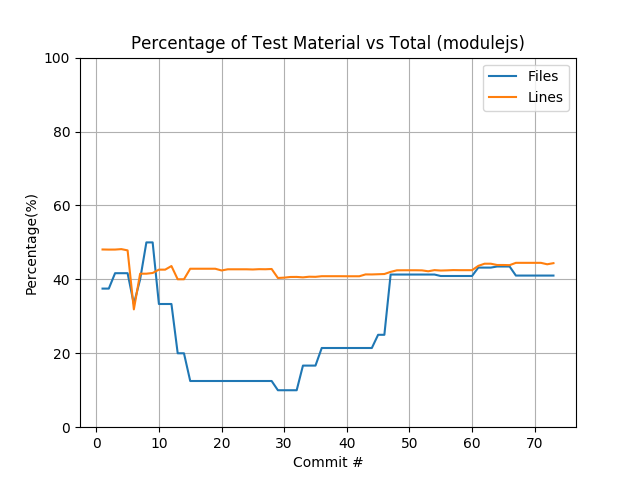 Percentage of Test Material vs Total (modulejs)
Files
Lines
Percentage(%)
100
80
60
40
20
0
0 10 20 30 40 50 60 70
Commit #